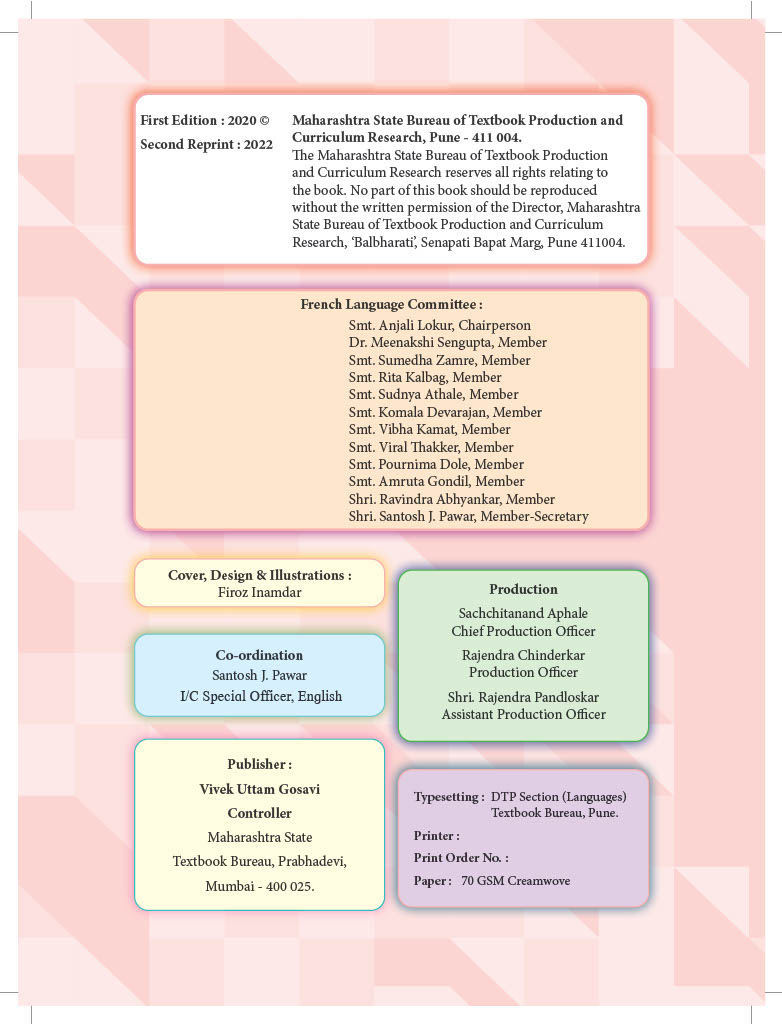 First Edition : 2020 ©
Second Reprint : 2022
Maharashtra State Bureau of Textbook Production and
Curriculum Research, Pune - 411 004.
The Maharashtra State Bureau of Textbook Production
and Curriculum Research reserves all rights relating to
the book. No part of this book should be reproduced
without the written permission of the Director, Maharashtra
State Bureau of Textbook Production and Curriculum
Research, ‘Balbharati’, Senapati Bapat Marg, Pune 411004.
French Language Committee :
Smt. Anjali Lokur, Chairperson
Dr. Meenakshi Sengupta, Member
Smt. Sumedha Zamre, Member
Smt. Rita Kalbag, Member
Smt. Sudnya Athale, Member
Smt. Komala Devarajan, Member
Smt. Vibha Kamat, Member
Smt. Viral Thakker, Member
Smt. Pournima Dole, Member
Smt. Amruta Gondil, Member
Shri. Ravindra Abhyankar, Member
Shri. Santosh J. Pawar, Member-Secretary
Cover, Design & Illustrations :
Firoz Inamdar
Co-ordination
Santosh J. Pawar
I/C Special Officer, English
Publisher :
Vivek Uttam Gosavi
Controller
Maharashtra State
Textbook Bureau, Prabhadevi,
Mumbai - 400 025.
Production
Sachchitanand Aphale
Chief Production Officer
Rajendra Chinderkar
Production Officer
Shri. Rajendra Pandloskar
Assistant Production Officer
Typesetting : DTP Section (Languages)
Textbook Bureau, Pune.
Printer :
Print Order No. :
Paper : 70 GSM Creamwove